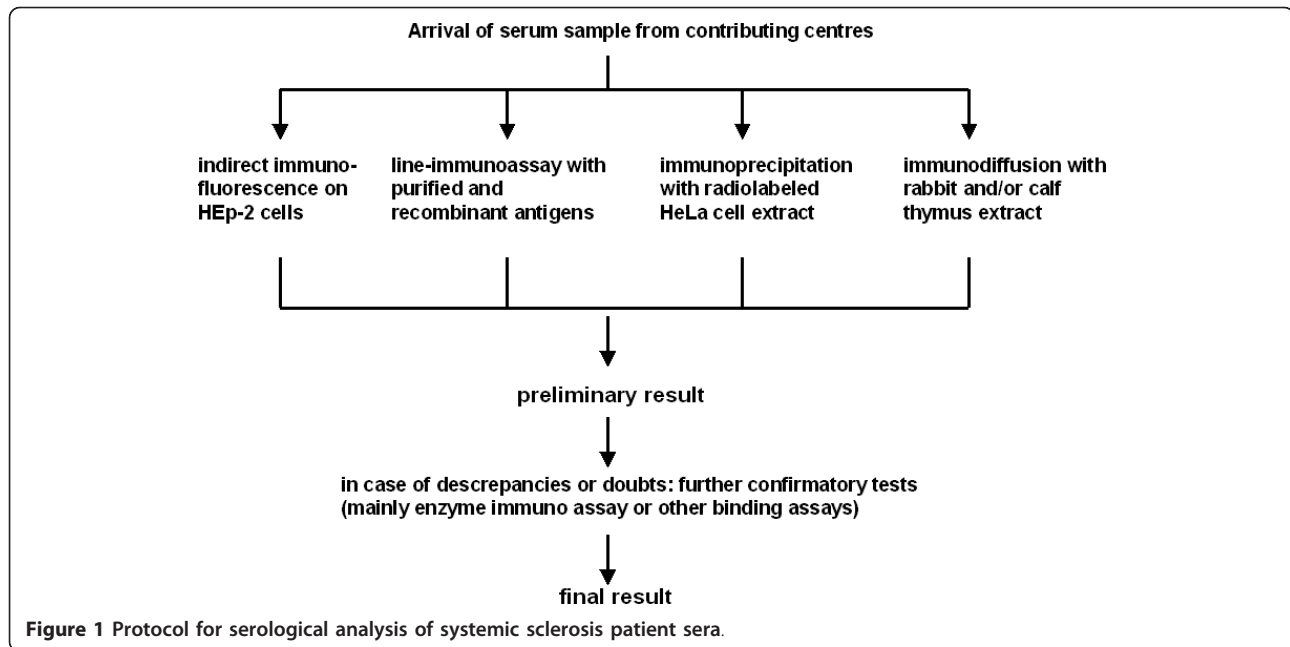 Arrival of serum sample from contributing centres
indirect immuno-
fluorescence on
HEp-2 cells
line-immunoassay with
purified and
recombinant antigens
immunoprecipitation
with radiolabeled
HeLa cell extract
immunodiffusion with
rabbit and/or calf
thymus extract
preliminary result
in case of descrepancies or doubts: further confirmatory tests
(mainly enzyme immuno assay or other binding assays)
final result
Figure 1 Protocol for serological analysis of systemic sclerosis patient sera.